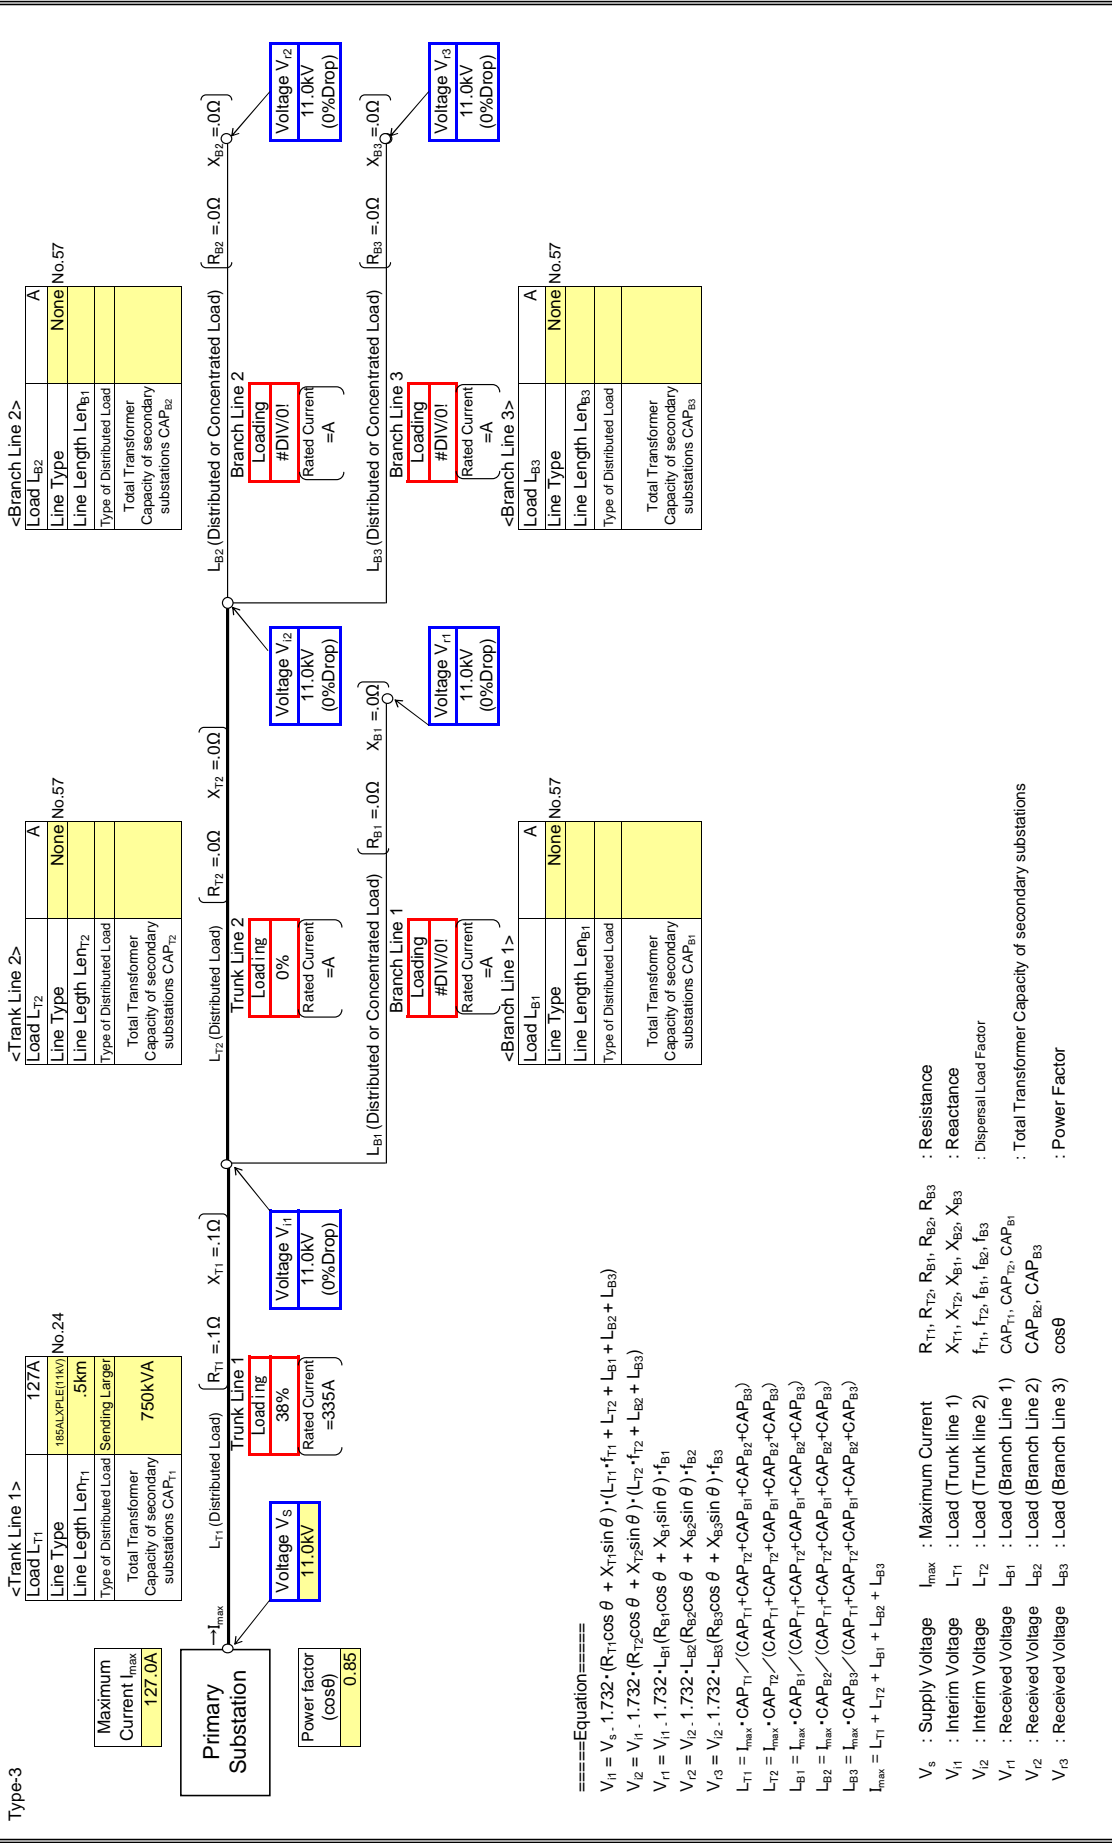 Type-3
Maximum
Current Imax
127.0A
Primary
Substation
Power factor
(cosθ)
0.85
→Imax
Voltage VS
11.0kV
<Trank Line 1>
Load LT1 127A
Line Type 185ALXPLE(11kV) No.24
Line Legth LenT1 .5km
Type of Distributed Load Sending Larger
Total Transformer
Capacity of secondary
substations CAPT1
750kVA
LT1 (Distributed Load) RT1 =.1Ω XT1 =.1Ω
Trunk Line 1
Loading
38%
Rated Current
=335A
Voltage Vi1
11.0kV
(0%Drop)
<Trank Line 2>
Load LT2 A
Line Type None No.57
Line Length LenT2
Type of Distributed Load
Total Transformer
Capacity of secondary
substations CAPT2
LT2 (Distributed Load) RT2 =.0Ω XT2 =.0Ω
Trunk Line 2
Loading
0%
Rated Current
=A
Voltage Vi2
11.0kV
(0%Drop)
LB1 (Distributed or Concentrated Load) RB1 =.0Ω XB1 =.0Ω
Branch Line 1
Loading
#DIV/0!
Rated Current
=A
Voltage Vr1
11.0kV
(0%Drop)
<Branch Line 1>
Load LB1 A
Line Type None No.57
Line Length LenB1
Type of Distributed Load
Total Transformer
Capacity of secondary
substations CAPB1
<Branch Line 2>
Load LB2 A
Line Type None No.57
Line Length LenB1
Type of Distributed Load
Total Transformer
Capacity of secondary
substations CAPB2
LB2 (Distributed or Concentrated Load) RB2 =.0Ω XB2 =.0Ω
Branch Line 2
Loading
#DIV/0!
Rated Current
=A
Voltage Vr2
11.0kV
(0%Drop)
LB3 (Distributed or Concentrated Load) RB3 =.0Ω XB3 =.0Ω
Branch Line 3
Loading
#DIV/0!
Rated Current
=A
Voltage Vr3
11.0kV
(0%Drop)
<Branch Line 3>
Load LB3 A
Line Type None No.57
Line Length LenB3
Type of Distributed Load
Total Transformer
Capacity of secondary
substations CAPB3
=====Equation=====
Vi1 = Vs - 1.732・(RT1cos θ + XT1sin θ)・(LT1・fT1 + LT2 + LB1 + LB2 + LB3)
Vi2 = Vi1 - 1.732・(RT2cos θ + XT2sin θ)・(LT2・fT2 + LB2 + LB3)
Vr1 = Vi1 - 1.732・LB1(RB1cos θ + XB1sin θ)・fB1
Vr2 = Vi2 - 1.732・LB2(RB2cos θ + XB2sin θ)・fB2
Vr3 = Vi2 - 1.732・LB3(RB3cos θ + XB3sin θ)・fB3
LT1 = Imax・CAPT1／(CAPT1+CAPT2+CAPB1+CAPB2+CAPB3)
LT2 = Imax・CAPT2／(CAPT1+CAPT2+CAPB1+CAPB2+CAPB3)
LB1 = Imax・CAPB1／(CAPT1+CAPT2+CAPB1+CAPB2+CAPB3)
LB2 = Imax・CAPB2／(CAPT1+CAPT2+CAPB1+CAPB2+CAPB3)
LB3 = Imax・CAPB3／(CAPT1+CAPT2+CAPB1+CAPB2+CAPB3)
Imax = LT1 + LT2 + LB1 + LB2 + LB3
Vs : Supply Voltage Imax : Maximum Current RT1, RT2, RB1, RB2, RB3 : Resistance
Vi1 : Interim Voltage LT1 : Load (Trunk line 1) XT1, XT2, XB1, XB2, XB3 : Reactance
Vi2 : Interim Voltage LT2 : Load (Trunk line 2) fT1, fT2, fB1, fB2, fB3 : Dispersal Load Factor
Vr1 : Received Voltage LB1 : Load (Branch Line 1) CAPT1, CAPT2, CAPB1 : Total Transformer Capacity of secondary substations
Vr2 : Received Voltage LB2 : Load (Branch Line 2) CAPB2, CAPB3
Vr3 : Received Voltage LB3 : Load (Branch Line 3) cosθ : Power Factor